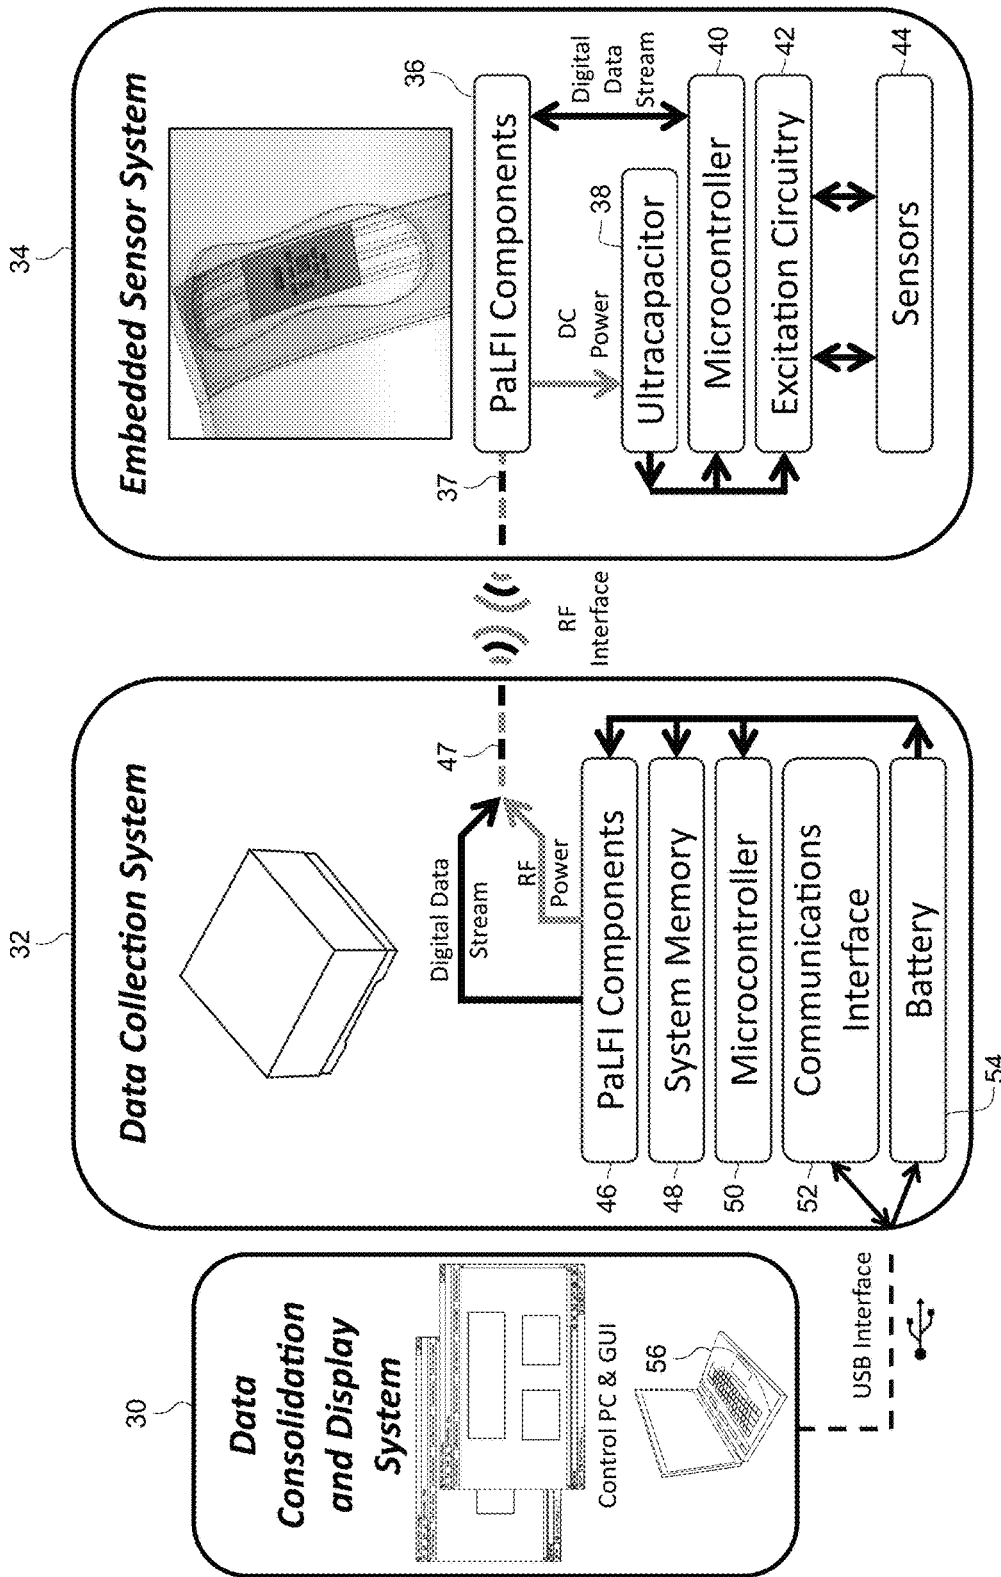 30
Data
Consolidation
and Display
System
Control PC & GUI
56
USB Interface
32
Data Collection System
Digital Data
Stream
RF
Power
47
46
PaLFI Components
48
System Memory
50
Microcontroller
52
Communications
Interface
Battery
54
RF
Interface
34
Embedded Sensor System
37
36
PaLFI Components
DC
Power
Digital
Data
Stream
38
Ultracapacitor
40
Microcontroller
42
Excitation Circuitry
44
Sensors